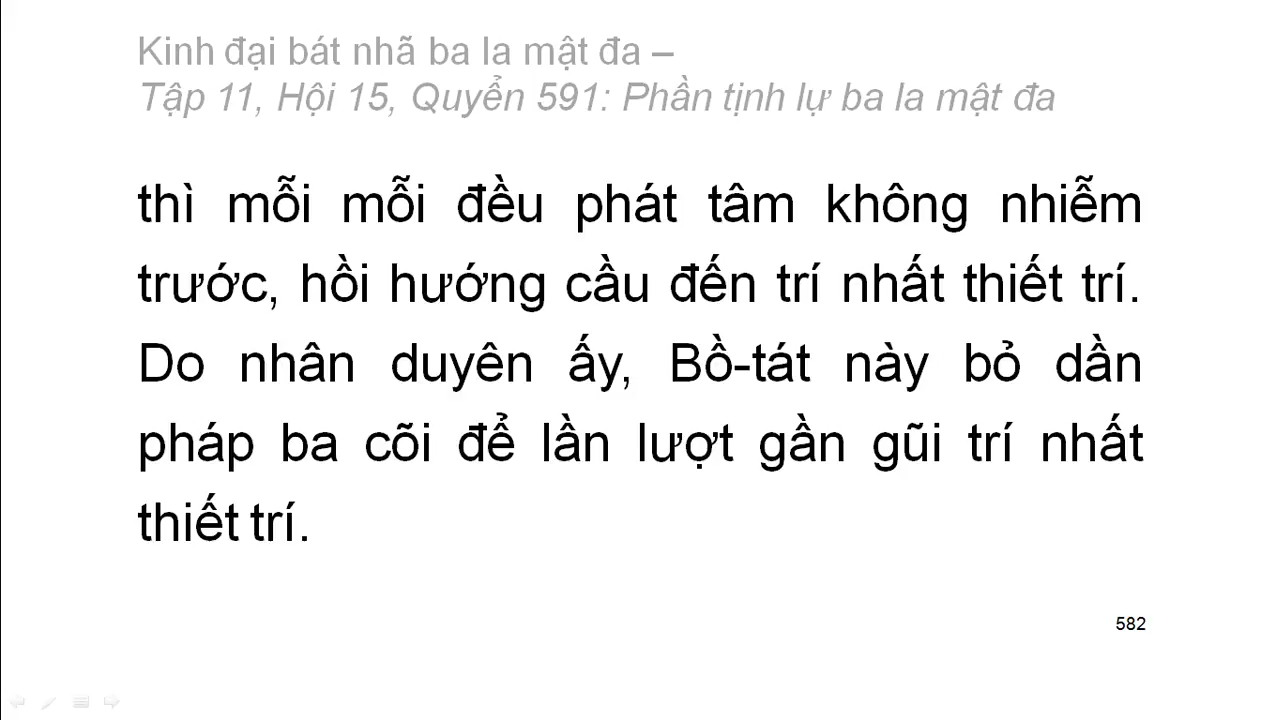 Kinh đại bát nhã ba la mật đa –
Tập 11, Hội 15, Quyển 591: Phần tịnh lự ba la mật đa
thì mỗi mỗi đều phát tâm không nhiễm
trước, hồi hướng cầu đến trí nhất thiết trí.
Do nhân duyên ấy, Bồ-tát này bỏ dần
pháp ba cõi để lần lượt gần gũi trí nhất
thiết trí.
582